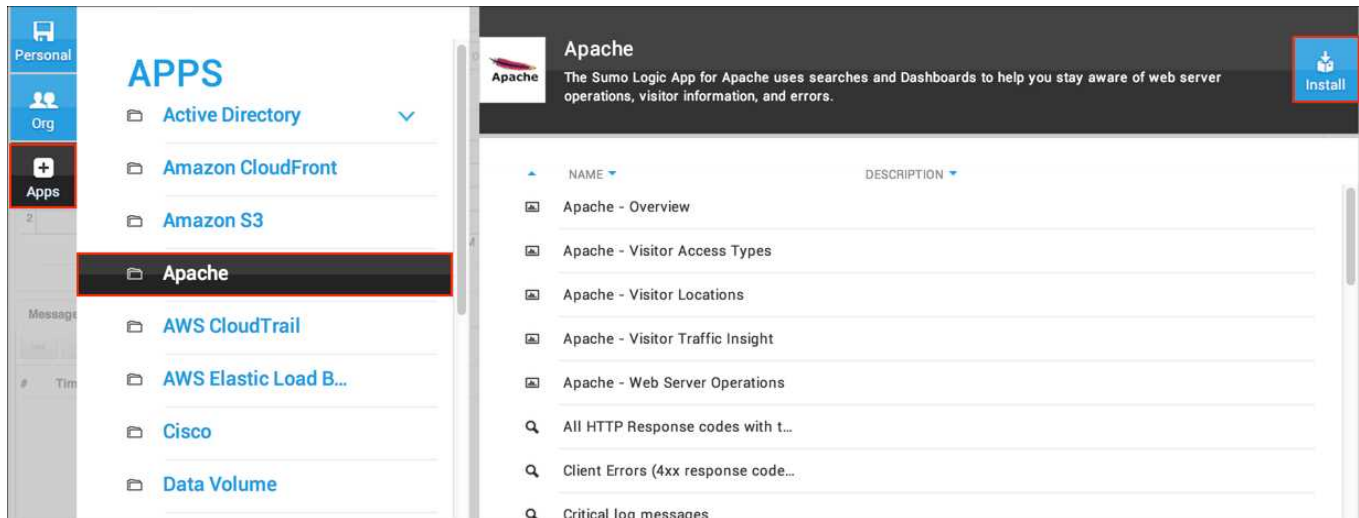 Personal
Org
Apps
2
Message
# Tim
APPS
Active Directory
Amazon CloudFront
Amazon S3
Apache
AWS CloudTrail
AWS Elastic Load B...
Cisco
Data Volume
Apache
Apache
The Sumo Logic App for Apache uses searches and Dashboards to help you stay aware of web server
operations, visitor information, and errors.
Install
NAME DESCRIPTION
Apache - Overview
Apache - Visitor Access Types
Apache - Visitor Locations
Apache - Visitor Traffic Insight
Apache - Web Server Operations
All HTTP Response codes with t...
Client Errors (4xx response code...
Critical log messages